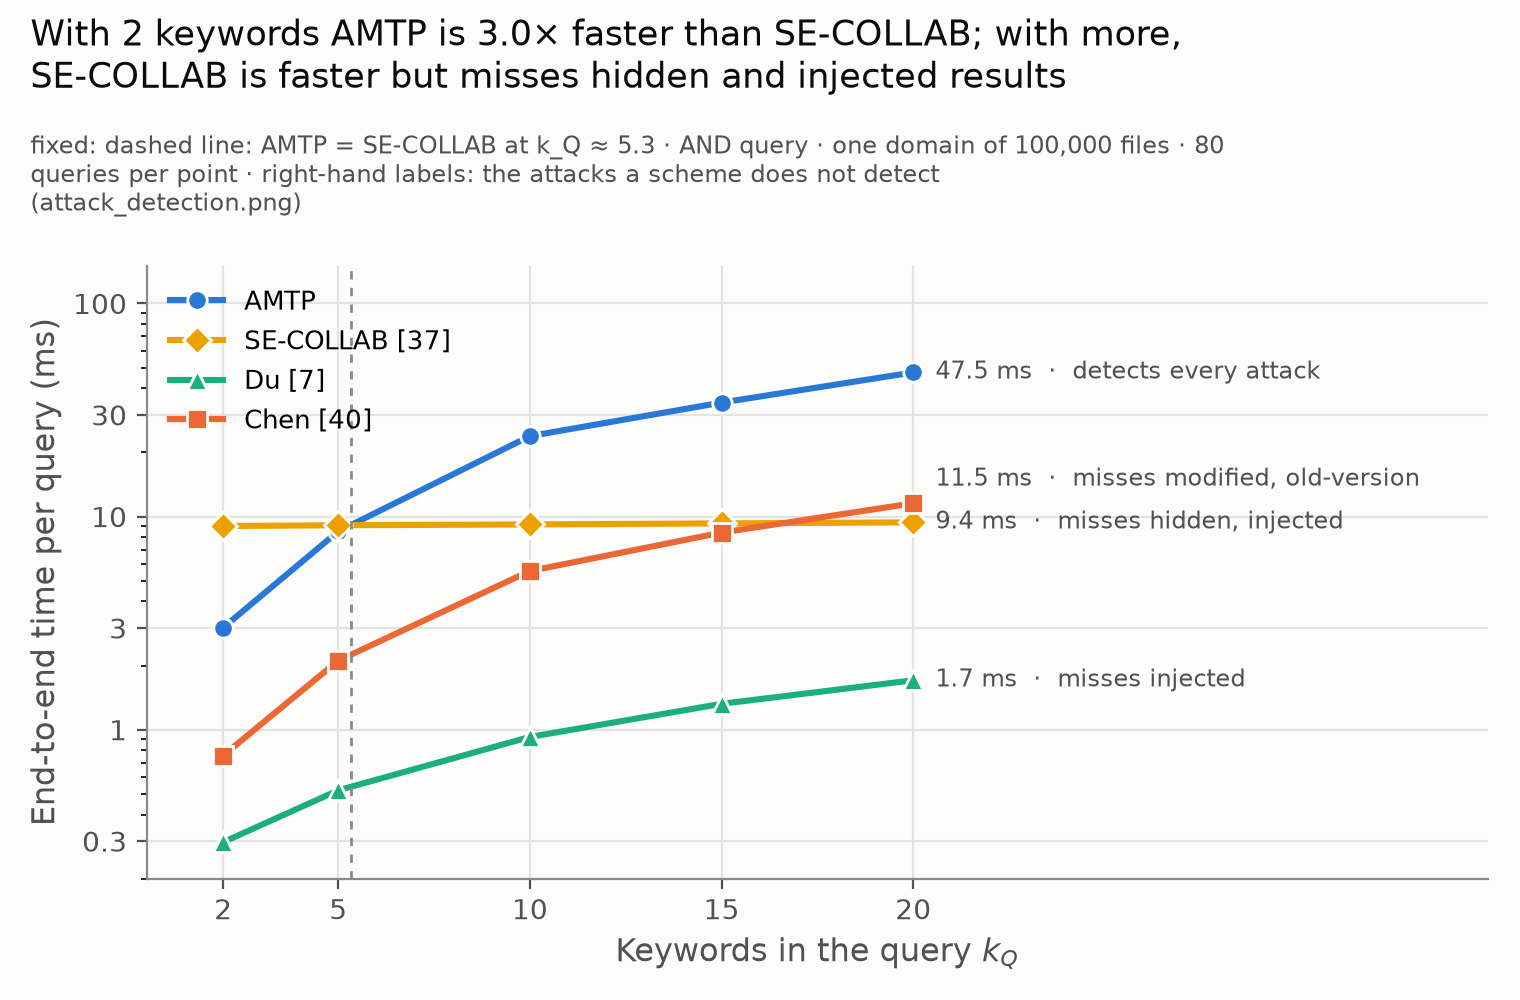 With 2 keywords AMTP is 3.0× faster than SE-COLLAB; with more,
SE-COLLAB is faster but misses hidden and injected results
fixed: dashed line: AMTP = SE-COLLAB at k_Q ≈ 5.3 · AND query · one domain of 100,000 files · 80
queries per point · right-hand labels: the attacks a scheme does not detect
(attack_detection.png)
End-to-end time per query (ms)
100
30
10
3
1
0.3
AMTP
SE-COLLAB [37]
Du [7]
Chen [40]
47.5 ms · detects every attack
11.5 ms · misses modified, old-version
9.4 ms · misses hidden, injected
1.7 ms · misses injected
2 5 10 15 20
Keywords in the query k_Q